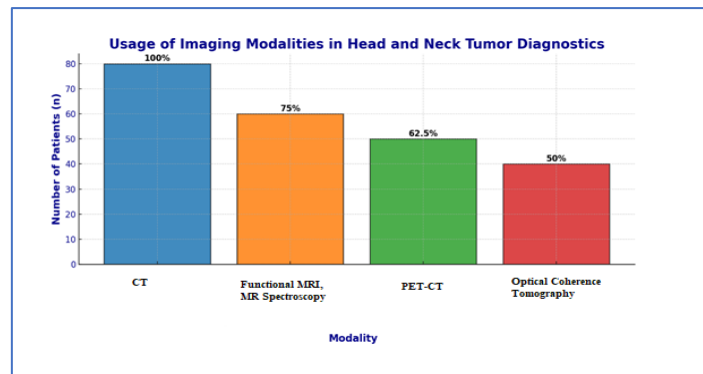 Usage of Imaging Modalities in Head and Neck Tumor Diagnostics
100%
75%
62.5%
50%
Number of Patients (n)
80
70
60
50
40
30
20
10
0
CT
Functional MRI,
MR Spectroscopy
PET-CT
Optical Coherence
Tomography
Modality